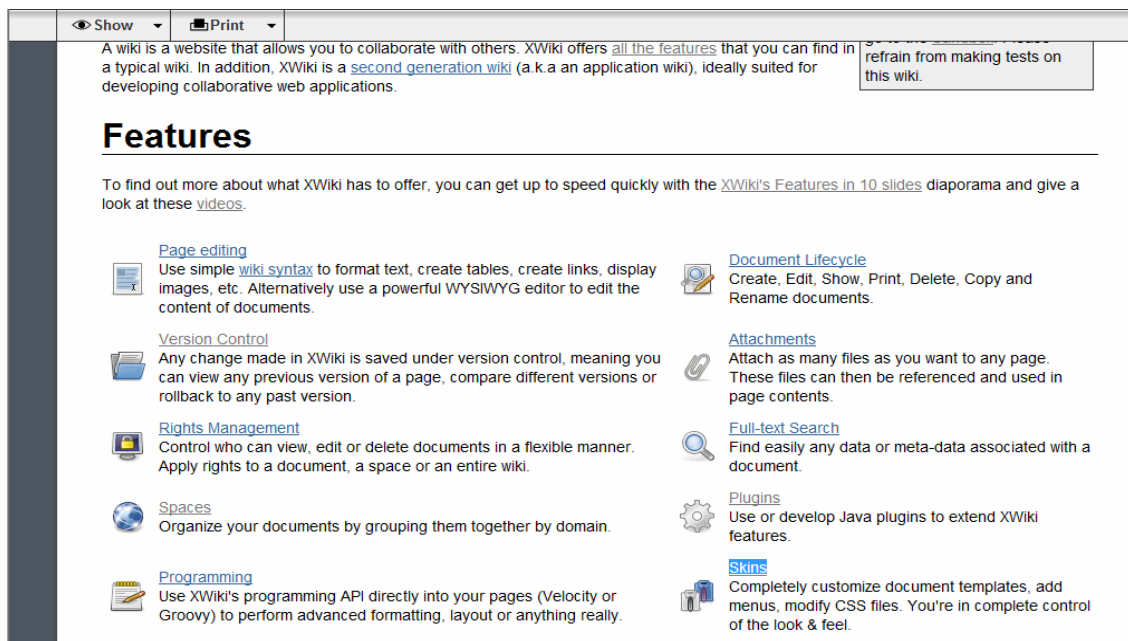 Show Print
A wiki is a website that allows you to collaborate with others. XWiki offers all the features that you can find in
a typical wiki. In addition, XWiki is a second generation wiki (a.k.a an application wiki), ideally suited for
developing collaborative web applications.
refrain from making tests on
this wiki.
Features
To find out more about what XWiki has to offer, you can get up to speed quickly with the XWiki's Features in 10 slides diaporama and give a
look at these videos.
Page editing
Use simple wiki syntax to format text, create tables, create links, display
images, etc. Alternatively use a powerful WYSIWYG editor to edit the
content of documents.
Document Lifecycle
Create, Edit, Show, Print, Delete, Copy and
Rename documents.
Version Control
Any change made in XWiki is saved under version control, meaning you
can view any previous version of a page, compare different versions or
rollback to any past version.
Attachments
Attach as many files as you want to any page.
These files can then be referenced and used in
page contents.
Rights Management
Control who can view, edit or delete documents in a flexible manner.
Apply rights to a document, a space or an entire wiki.
Full-text Search
Find easily any data or meta-data associated with a
document.
Spaces
Organize your documents by grouping them together by domain.
Plugins
Use or develop Java plugins to extend XWiki
features.
Programming
Use XWiki's programming API directly into your pages (Velocity or
Groovy) to perform advanced formatting, layout or anything really.
Skins
Completely customize document templates, add
menus, modify CSS files. You're in complete control
of the look & feel.